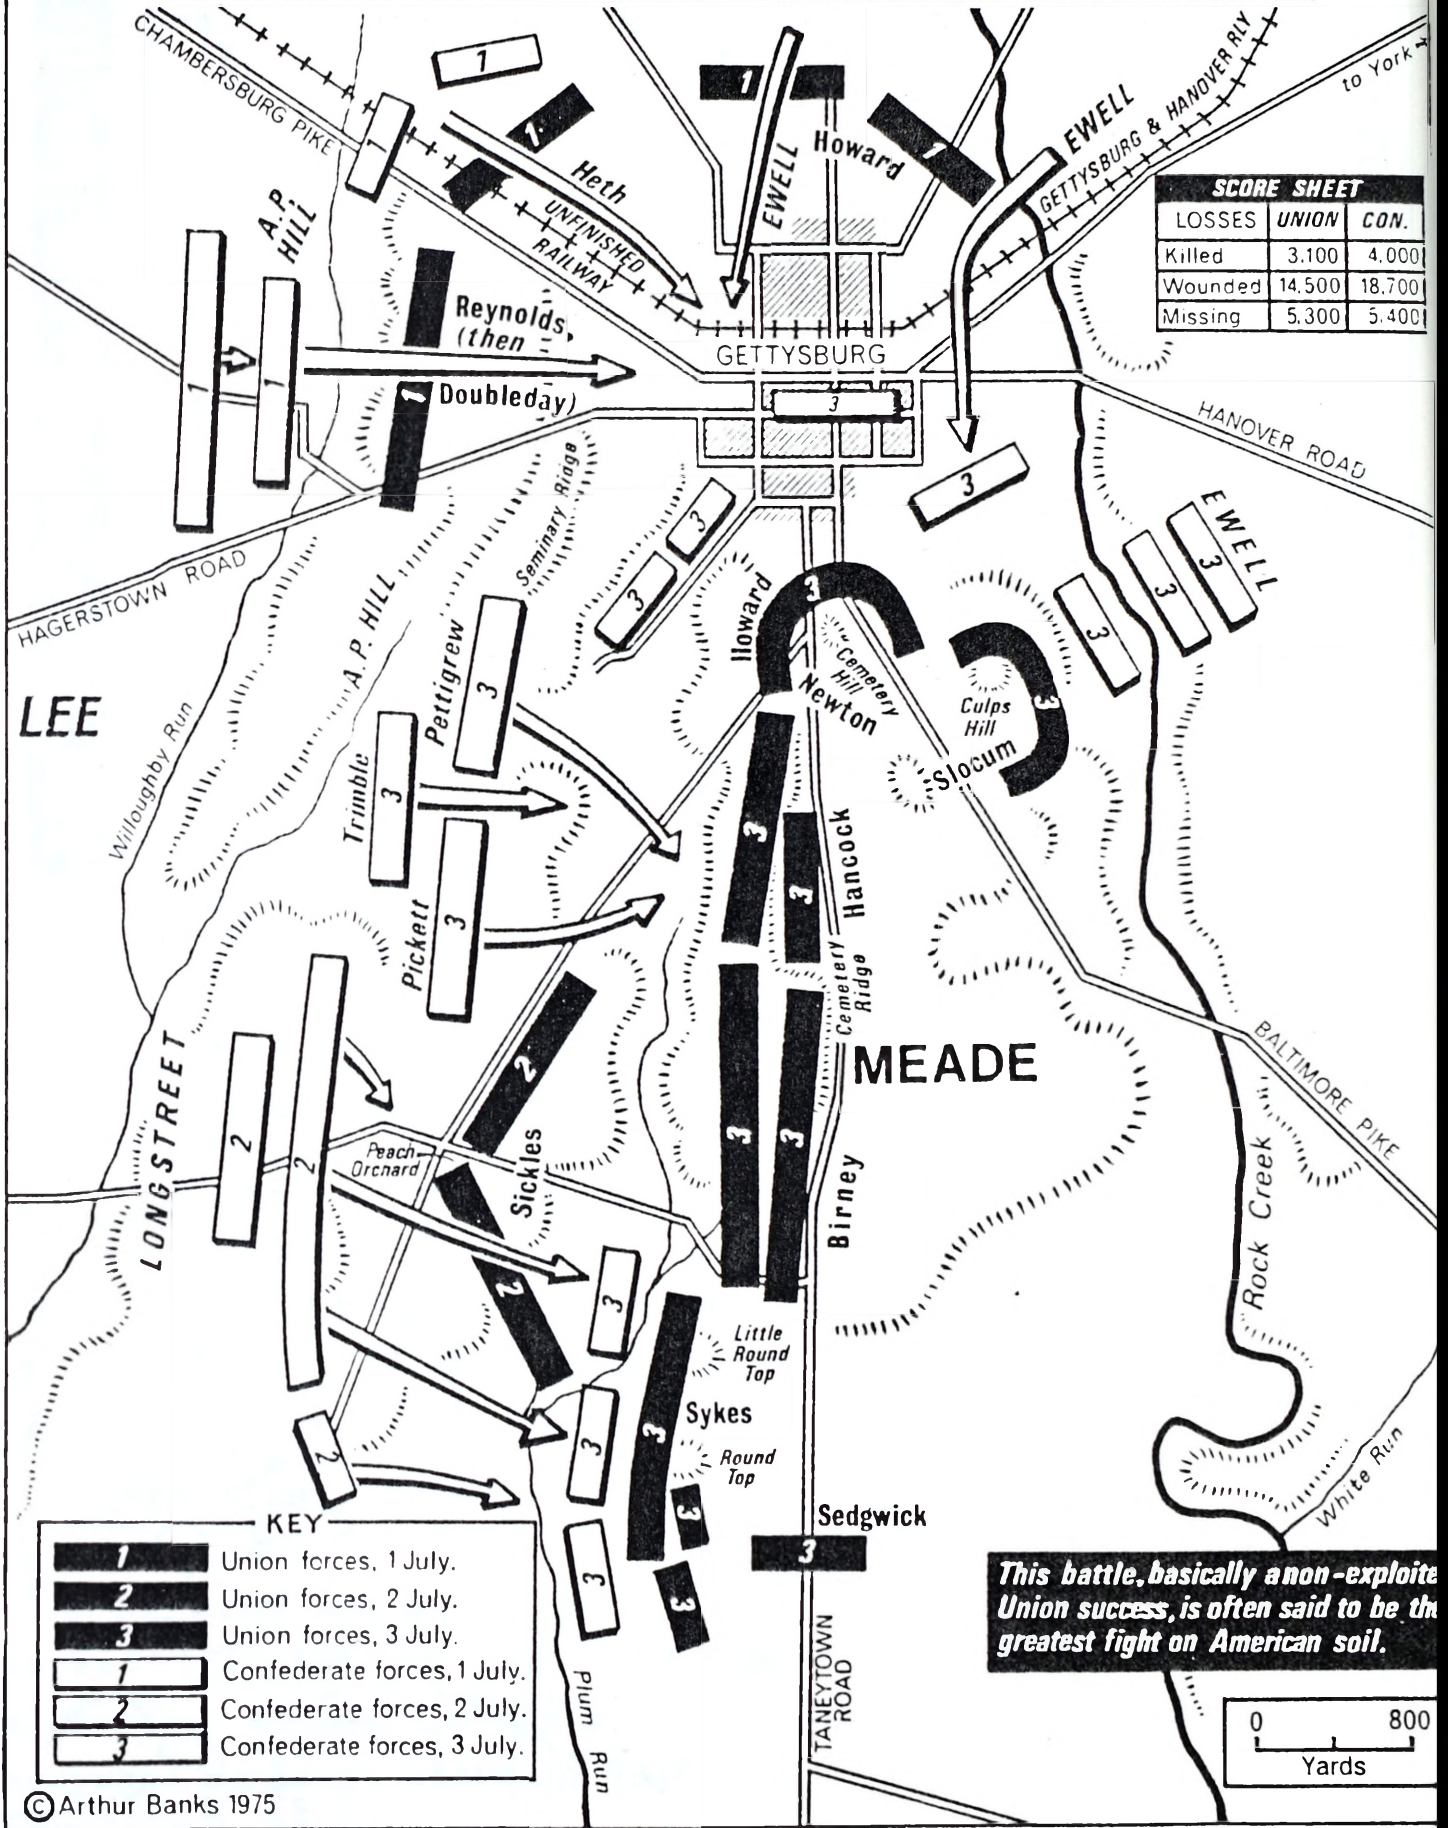 CHAMBERSBURG PIKE
1
1
1
1
EWELL
Howard
1
EWELL
GETTYSBURG & HANOVER RLY
to York
Heth
UNFINISHED
RAILWAY
A.P.
HILL
SCORE SHEET
LOSSES UNION CON.
Killed 3.100 4.000
Wounded 14.500 18.700
Missing 5.300 5.400
Reynolds,
(then
Doubleday)
1
1
1
GETTYSBURG
3
HANOVER ROAD
3
Seminary Ridge
3
3
EWELL
3
3
3
HAGERSTOWN ROAD
A.P. HILL
Pettigrew
3
Howard
3
Cemetery
Hill
Newton
Culps
Hill
3
Slocum
LEE
Willoughby Run
Trimble
3
3
3
Hancock
Pickett
3
Cemetery
Ridge
MEADE
BALTIMORE PIKE
LONGSTREET
2
2
2
Peach
Orchard
Sickles
3
3
Birney
Rock Creek
2
3
Little
Round
Top
Sykes
3
3
Round
Top
2
3
Sedgwick
3
3
3
White Run
KEY
1 Union forces, 1 July.
2 Union forces, 2 July.
3 Union forces, 3 July.
1 Confederate forces, 1 July.
2 Confederate forces, 2 July.
3 Confederate forces, 3 July.
Plum Run
TANEYTOWN
ROAD
This battle, basically a non-exploite
Union success, is often said to be th
greatest fight on American soil.
0 800
Yards
© Arthur Banks 1975